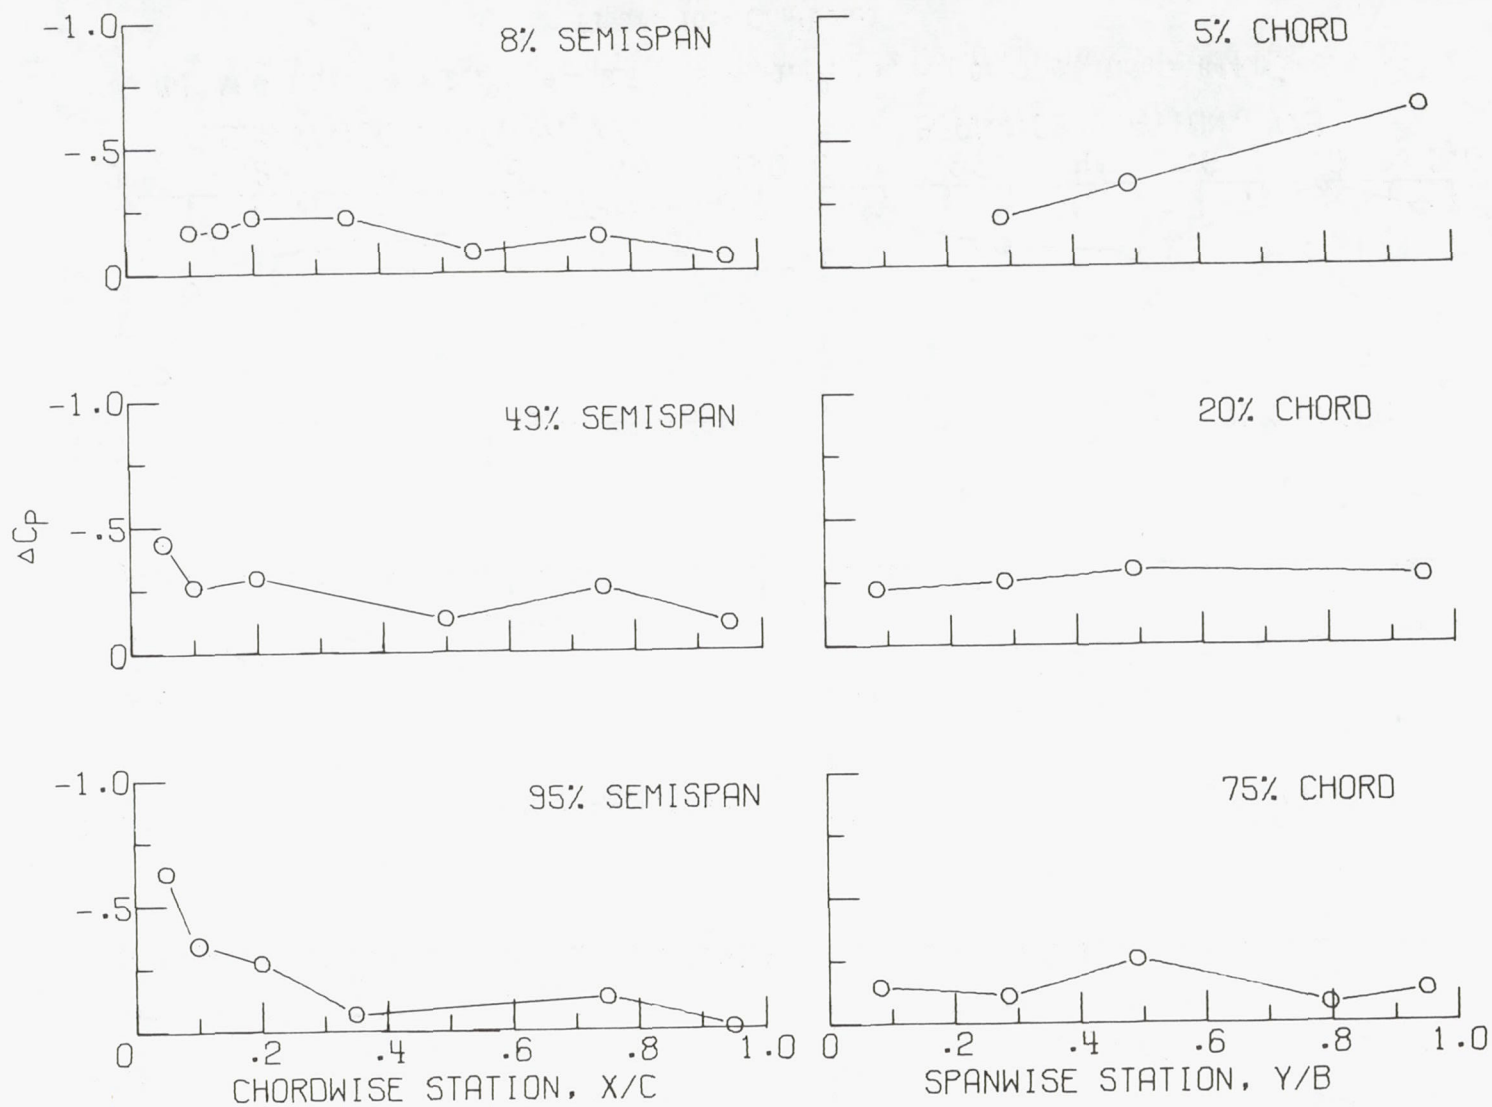 -1.0
8% SEMISPAN
-.5
0
5% CHORD
-1.0
49% SEMISPAN
ΔCp
-.5
0
20% CHORD
-1.0
95% SEMISPAN
-.5
0 .2 .4 .6 .8 1.0
CHORDWISE STATION, X/C
75% CHORD
0 .2 .4 .6 .8 1.0
SPANWISE STATION, Y/B